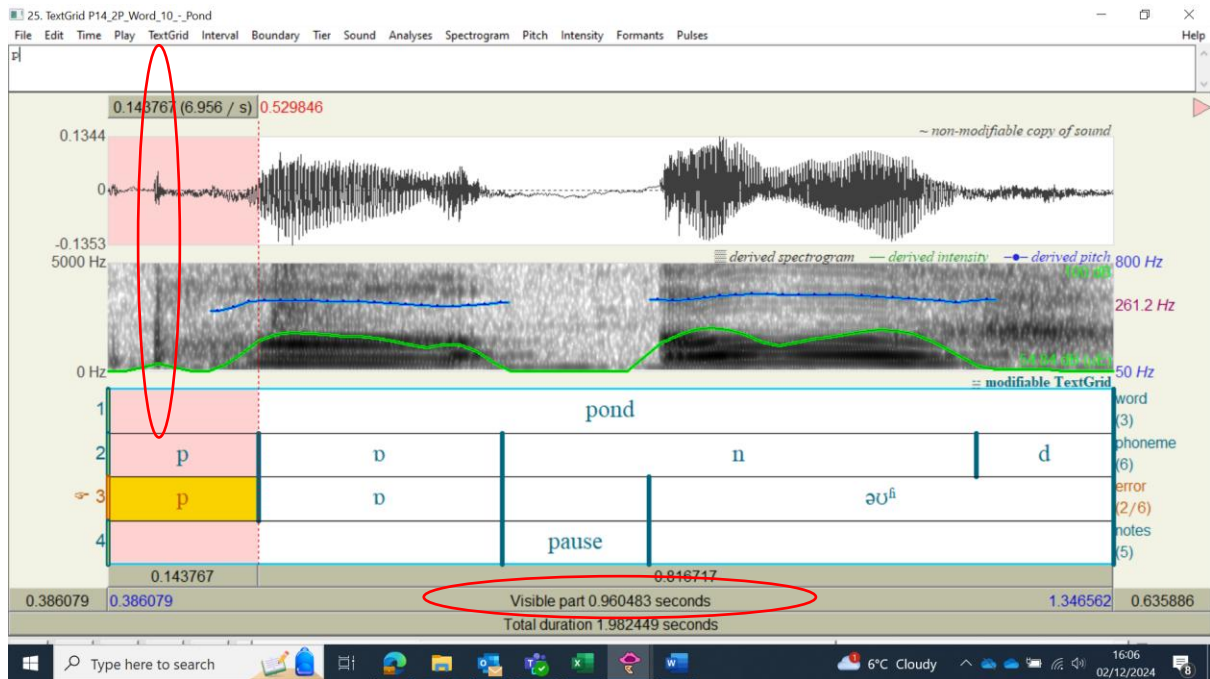 25. TextGrid P14_2P_Word_10_-_Pond
File Edit Time Play TextGrid Interval Boundary Tier Sound Analyses Spectrogram Pitch Intensity Formants Pulses Help
p
0.143767 (6.956 / s) 0.529846
0.1344 ~ non-modifiable copy of sound
0
-0.1353
5000 Hz derived spectrogram derived intensity derived pitch 800 Hz
261.2 Hz
0 Hz 50 Hz
modifiable TextGrid
1 pond word
(3)
2 p ɒ n d phoneme
(6)
3 p ɒ əʊɦ error
(2/6)
4 pause notes
(5)
0.143767 0.816717
0.386079 0.386079 Visible part 0.960483 seconds 1.346562 0.635886
Total duration 1.982449 seconds
Type here to search 6°C Cloudy 16:06
02/12/2024 8